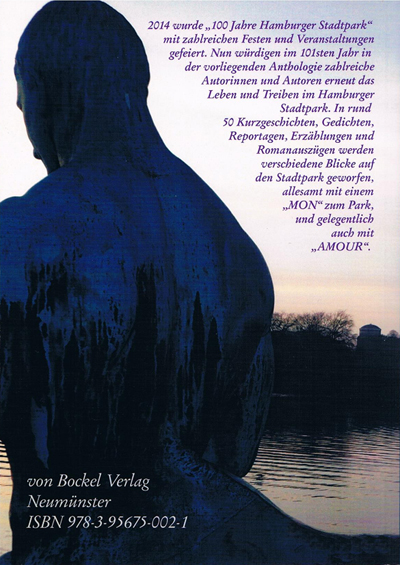 2014 wurde „100 Jahre Hamburger Stadtpark“
mit zahlreichen Festen und Veranstaltungen
gefeiert. Nun würdigen im 101sten Jahr in
der vorliegenden Anthologie zahlreiche
Autorinnen und Autoren erneut das
Leben und Treiben im Hamburger
Stadtpark. In rund
50 Kurzgeschichten, Gedichten,
Reportagen, Erzählungen und
Romanauszügen werden
verschiedene Blicke auf
den Stadtpark geworfen,
allesamt mit einem
„MON“ zum Park,
und gelegentlich
auch mit
„AMOUR“.
von Bockel Verlag
Neumünster
ISBN 978-3-95675-002-1